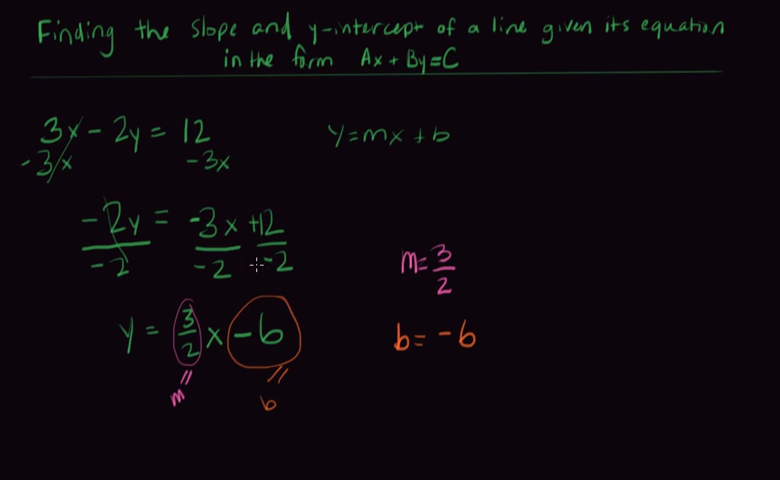 Finding the slope and y-intercept of a line given its equation
in the form Ax + By = C
3x - 2y = 12
y = mx + b
-3x -3x
-2y = -3x +12
-2 -2 -2
m = 3/2
y = 3/2 x - 6
b = -6
m
b